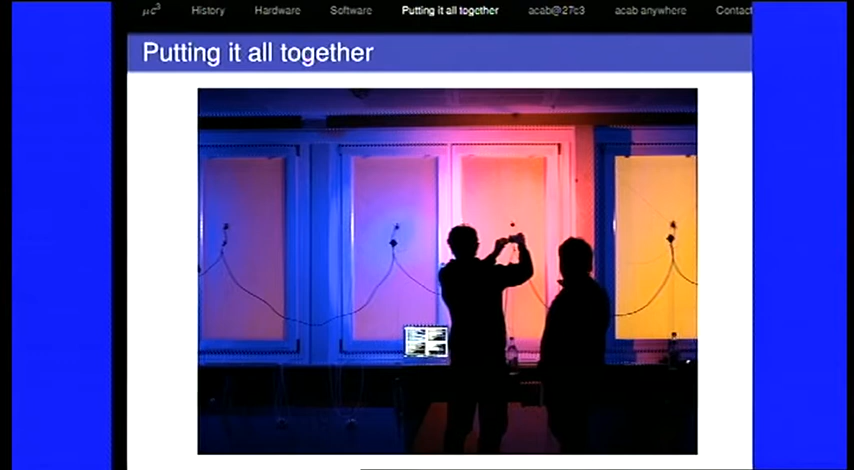 μc³ History Hardware Software Putting it all together acab@27c3 acab anywhere Contact
Putting it all together